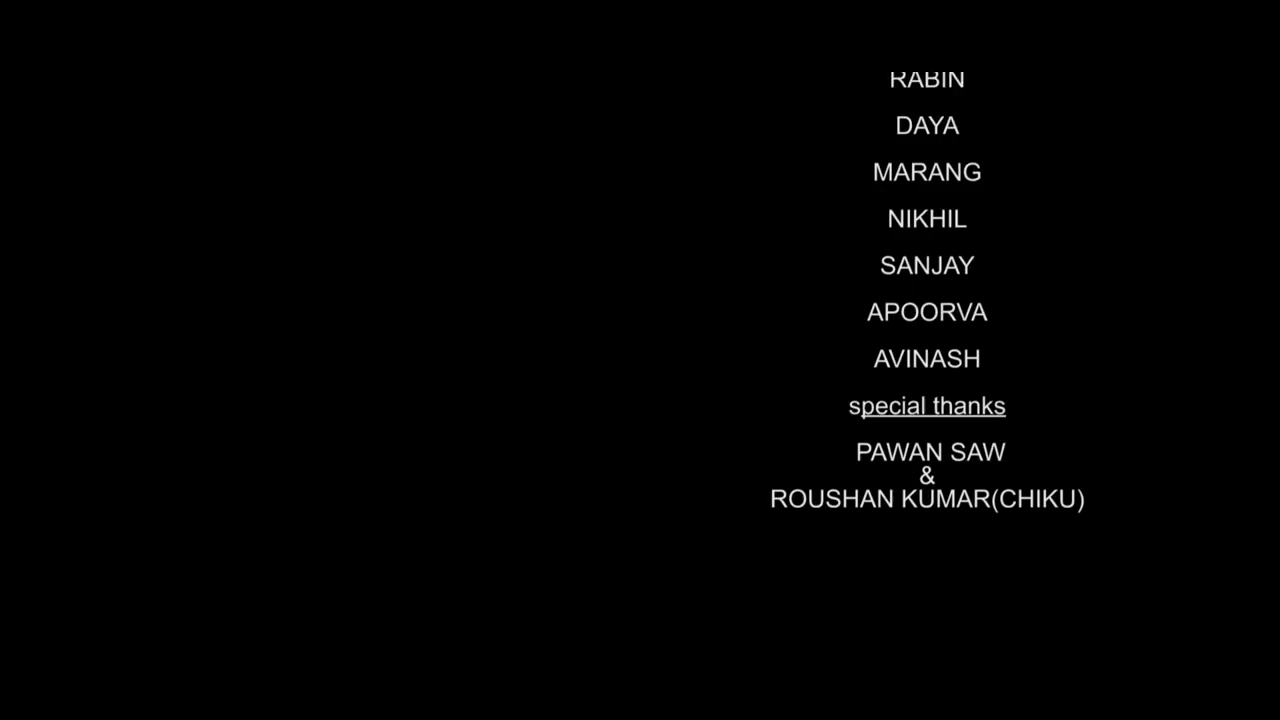 RABIN
DAYA
MARANG
NIKHIL
SANJAY
APOORVA
AVINASH
special thanks
PAWAN SAW
&
ROUSHAN KUMAR(CHIKU)